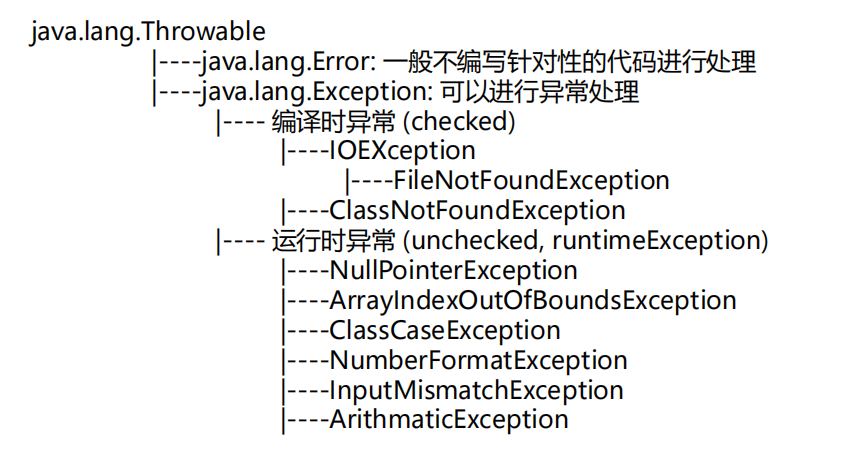 java.lang.Throwable
|----java.lang.Error: 一般不编写针对性的代码进行处理
|----java.lang.Exception: 可以进行异常处理
|---- 编译时异常 (checked)
|----IOEXception
|----FileNotFoundException
|----ClassNotFoundException
|---- 运行时异常 (unchecked, runtimeException)
|----NullPointerException
|----ArrayIndexOutOfBoundsException
|----ClassCaseException
|----NumberFormatException
|----InputMismatchException
|----ArithmaticException